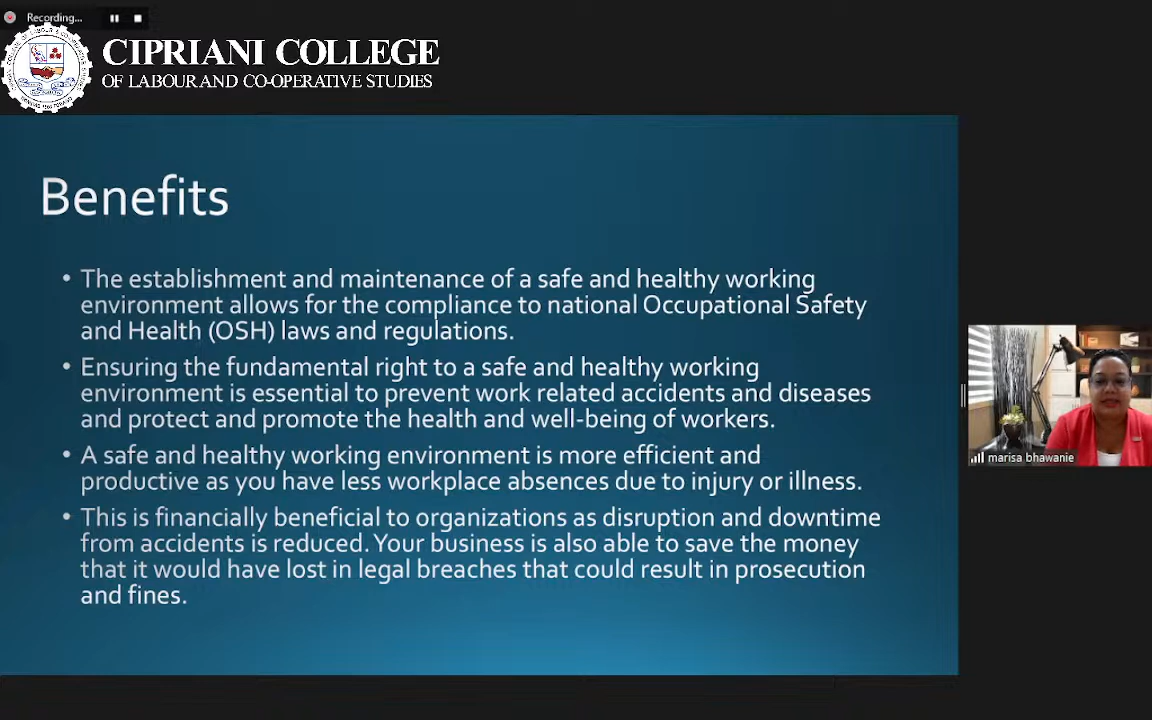 Recording...
CIPRIANI COLLEGE
OF LABOUR AND CO-OPERATIVE STUDIES
Benefits
• The establishment and maintenance of a safe and healthy working
environment allows for the compliance to national Occupational Safety
and Health (OSH) laws and regulations.
• Ensuring the fundamental right to a safe and healthy working
environment is essential to prevent work related accidents and diseases
and protect and promote the health and well-being of workers.
• A safe and healthy working environment is more efficient and
productive as you have less workplace absences due to injury or illness.
• This is financially beneficial to organizations as disruption and downtime
from accidents is reduced. Your business is also able to save the money
that it would have lost in legal breaches that could result in prosecution
and fines.
marisa bhawanie